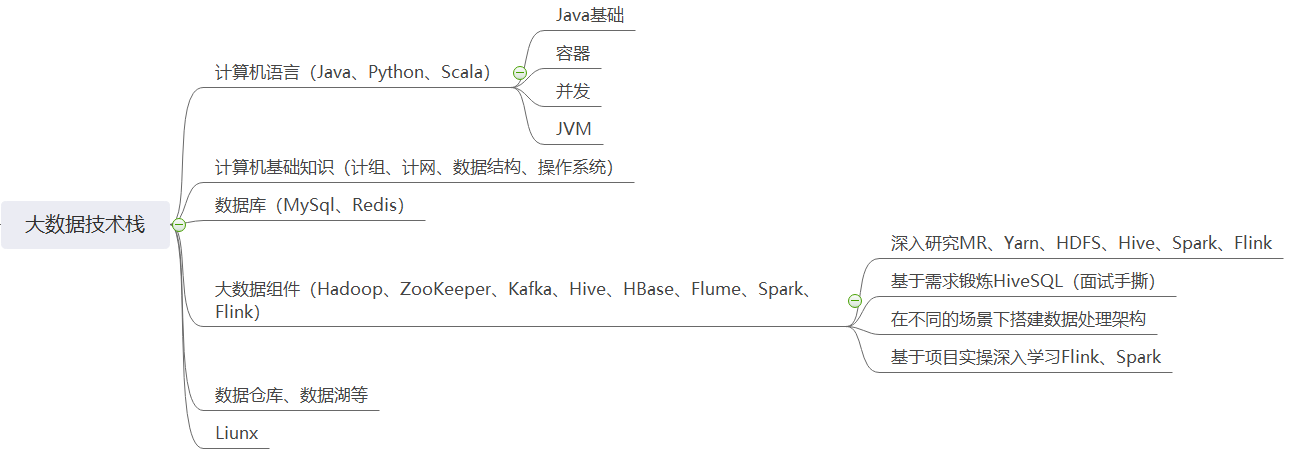 大数据技术栈
计算机语言（Java、Python、Scala）
Java基础
容器
并发
JVM
计算机基础知识（计组、计网、数据结构、操作系统）
数据库（MySql、Redis）
大数据组件（Hadoop、ZooKeeper、Kafka、Hive、HBase、Flume、Spark、
Flink）
深入研究MR、Yarn、HDFS、Hive、Spark、Flink
基于需求锻炼HiveSQL（面试手撕）
在不同的场景下搭建数据处理架构
基于项目实操深入学习Flink、Spark
数据仓库、数据湖等
Liunx